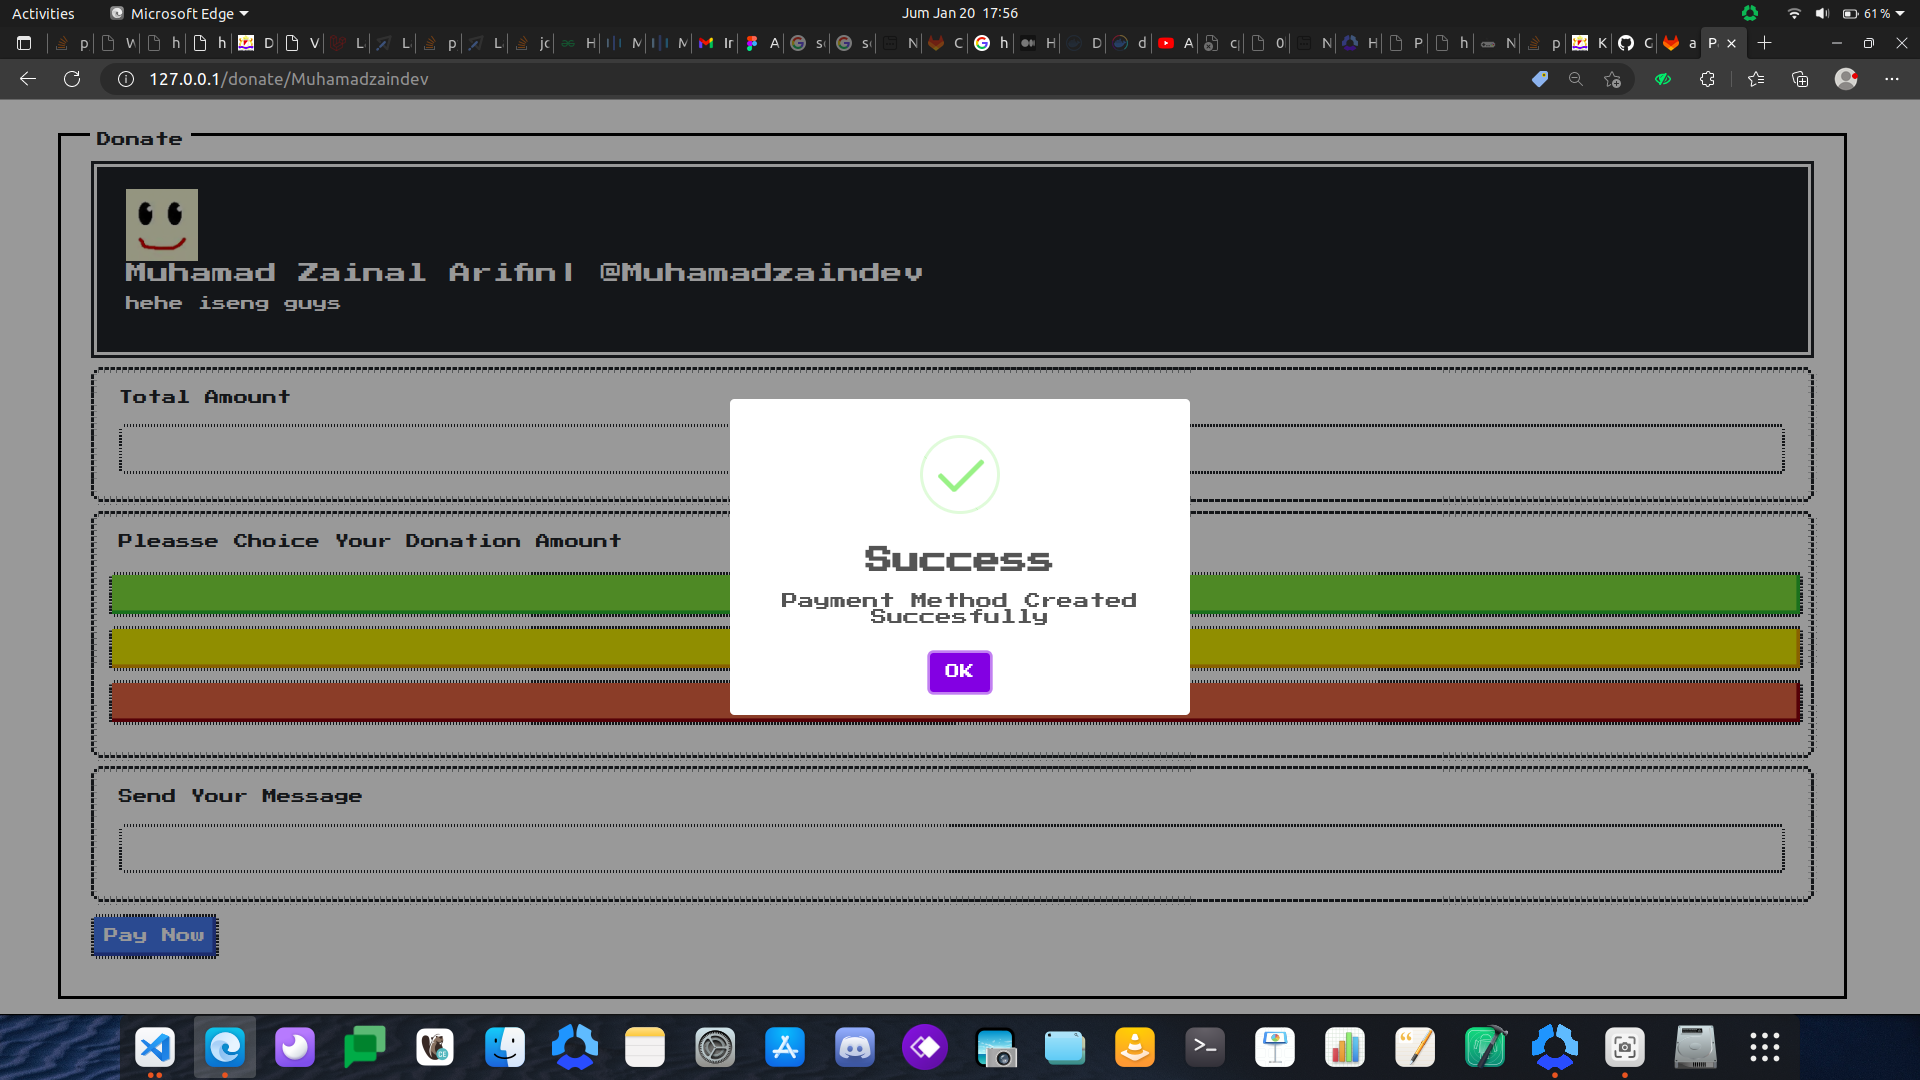 Activities
Microsoft Edge
Jum Jan 20 17:56
61%
127.0.0.1/donate/Muhamadzaindev
Donate
Muhamad Zainal Arifin| @Muhamadzaindev
hehe iseng guys
Total Amount
Pleasse Choice Your Donation Amount
Send Your Message
Pay Now
Success
Payment Method Created
Succesfully
OK